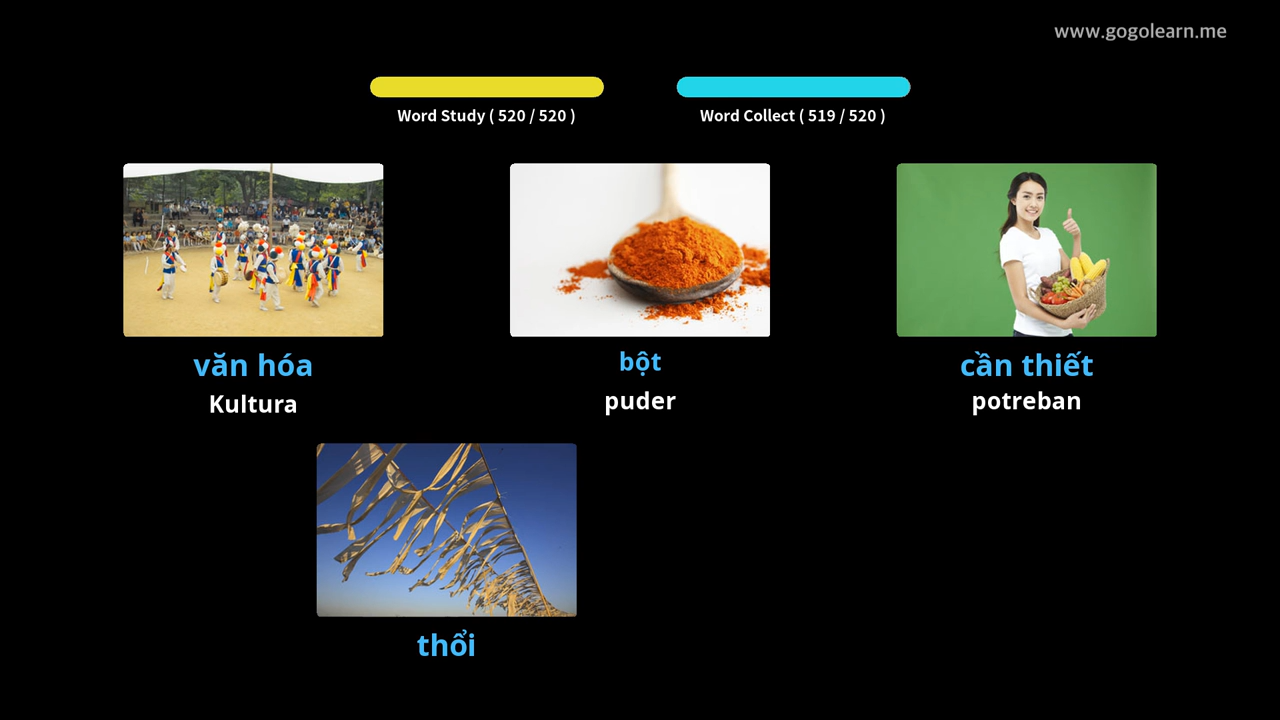 www.gogolearn.me
Word Study ( 520 / 520 )
Word Collect ( 519 / 520 )
văn hóa
Kultura
bột
puder
cần thiết
potreban
thổi